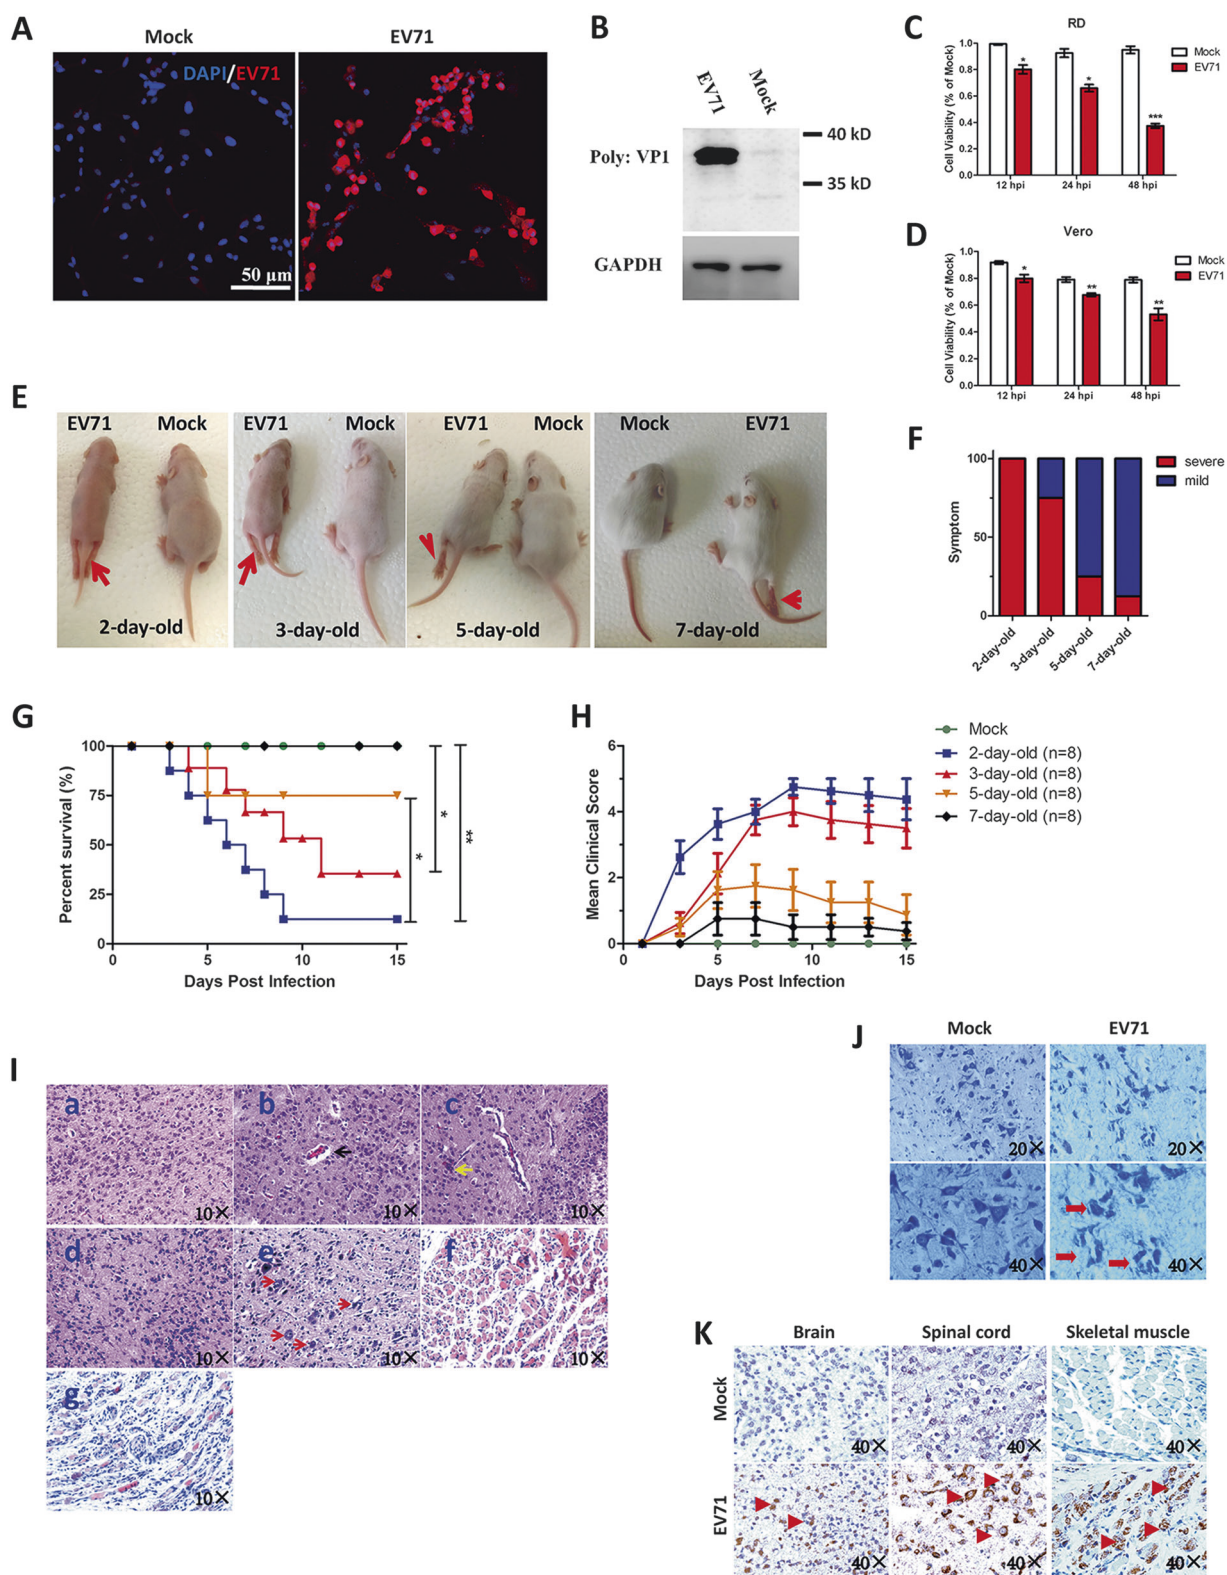 A
Mock
EV71
DAPI/EV71
50 μm
B
EV71
Mock
Poly: VP1
40 kD
35 kD
GAPDH
C
RD
Cell Viability (% of Mock)
1.0
0.8
0.6
0.4
0.2
0.0
*
*
***
12 hpi
24 hpi
48 hpi
Mock
EV71
D
Vero
Cell Viability (% of Mock)
1.0
0.8
0.6
0.4
0.2
0.0
*
**
**
12 hpi
24 hpi
48 hpi
Mock
EV71
E
EV71
Mock
2-day-old
EV71
Mock
3-day-old
EV71
Mock
5-day-old
Mock
EV71
7-day-old
F
Symptom
100
50
0
2-day-old
3-day-old
5-day-old
7-day-old
severe
mild
G
Percent survival (%)
100
75
50
25
0
0
5
10
15
Days Post Infection
*
*
**
H
Mean Clinical Score
6
4
2
0
0
5
10
15
Days Post Infection
Mock
2-day-old (n=8)
3-day-old (n=8)
5-day-old (n=8)
7-day-old (n=8)
I
a
10×
b
10×
c
10×
d
10×
e
10×
f
10×
g
10×
J
Mock
EV71
20×
20×
40×
40×
K
Brain
Spinal cord
Skeletal muscle
Mock
40×
40×
40×
EV71
40×
40×
40×